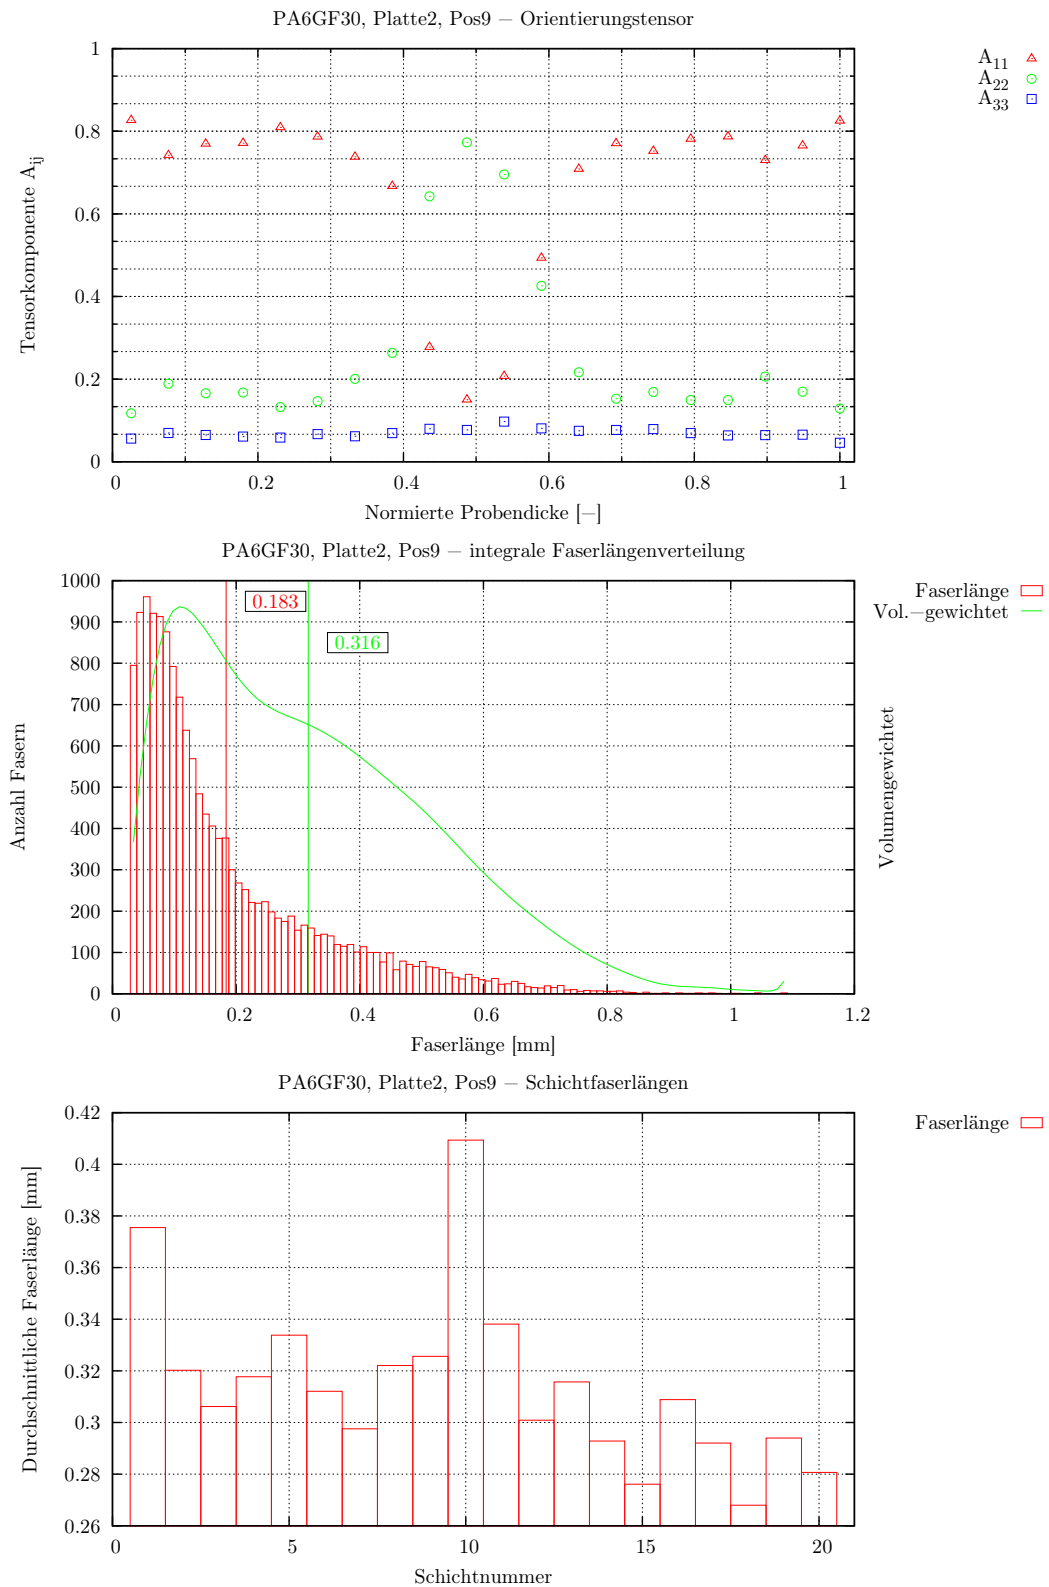 PA6GF30, Platte2, Pos9 – Orientierungstensor
A11
A22
A33
Tensorkomponente Aij
1
0.8
0.6
0.4
0.2
0
0 0.2 0.4 0.6 0.8 1
Normierte Probendicke [–]
PA6GF30, Platte2, Pos9 – integrale Faserlängenverteilung
Faserlänge
Vol.–gewichtet
0.183
0.316
Anzahl Fasern
Volumengewichtet
1000
900
800
700
600
500
400
300
200
100
0
0 0.2 0.4 0.6 0.8 1 1.2
Faserlänge [mm]
PA6GF30, Platte2, Pos9 – Schichtfaserlängen
Faserlänge
Durchschnittliche Faserlänge [mm]
0.42
0.4
0.38
0.36
0.34
0.32
0.3
0.28
0.26
0 5 10 15 20
Schichtnummer